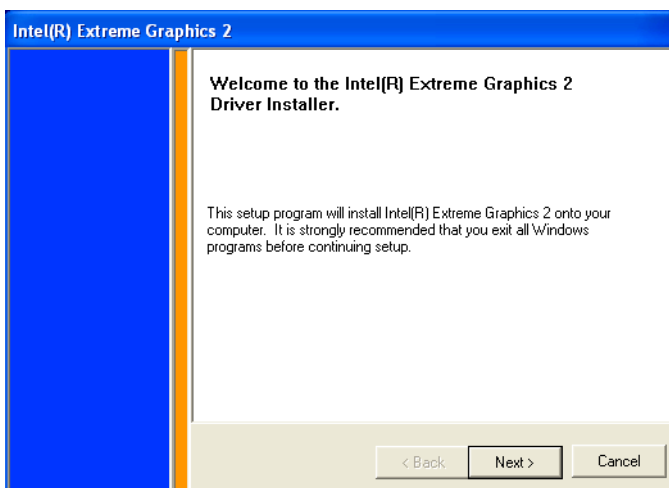 Intel(R) Extreme Graphics 2
Welcome to the Intel(R) Extreme Graphics 2
Driver Installer.
This setup program will install Intel(R) Extreme Graphics 2 onto your
computer.  It is strongly recommended that you exit all Windows
programs before continuing setup.
< Back
Next >
Cancel